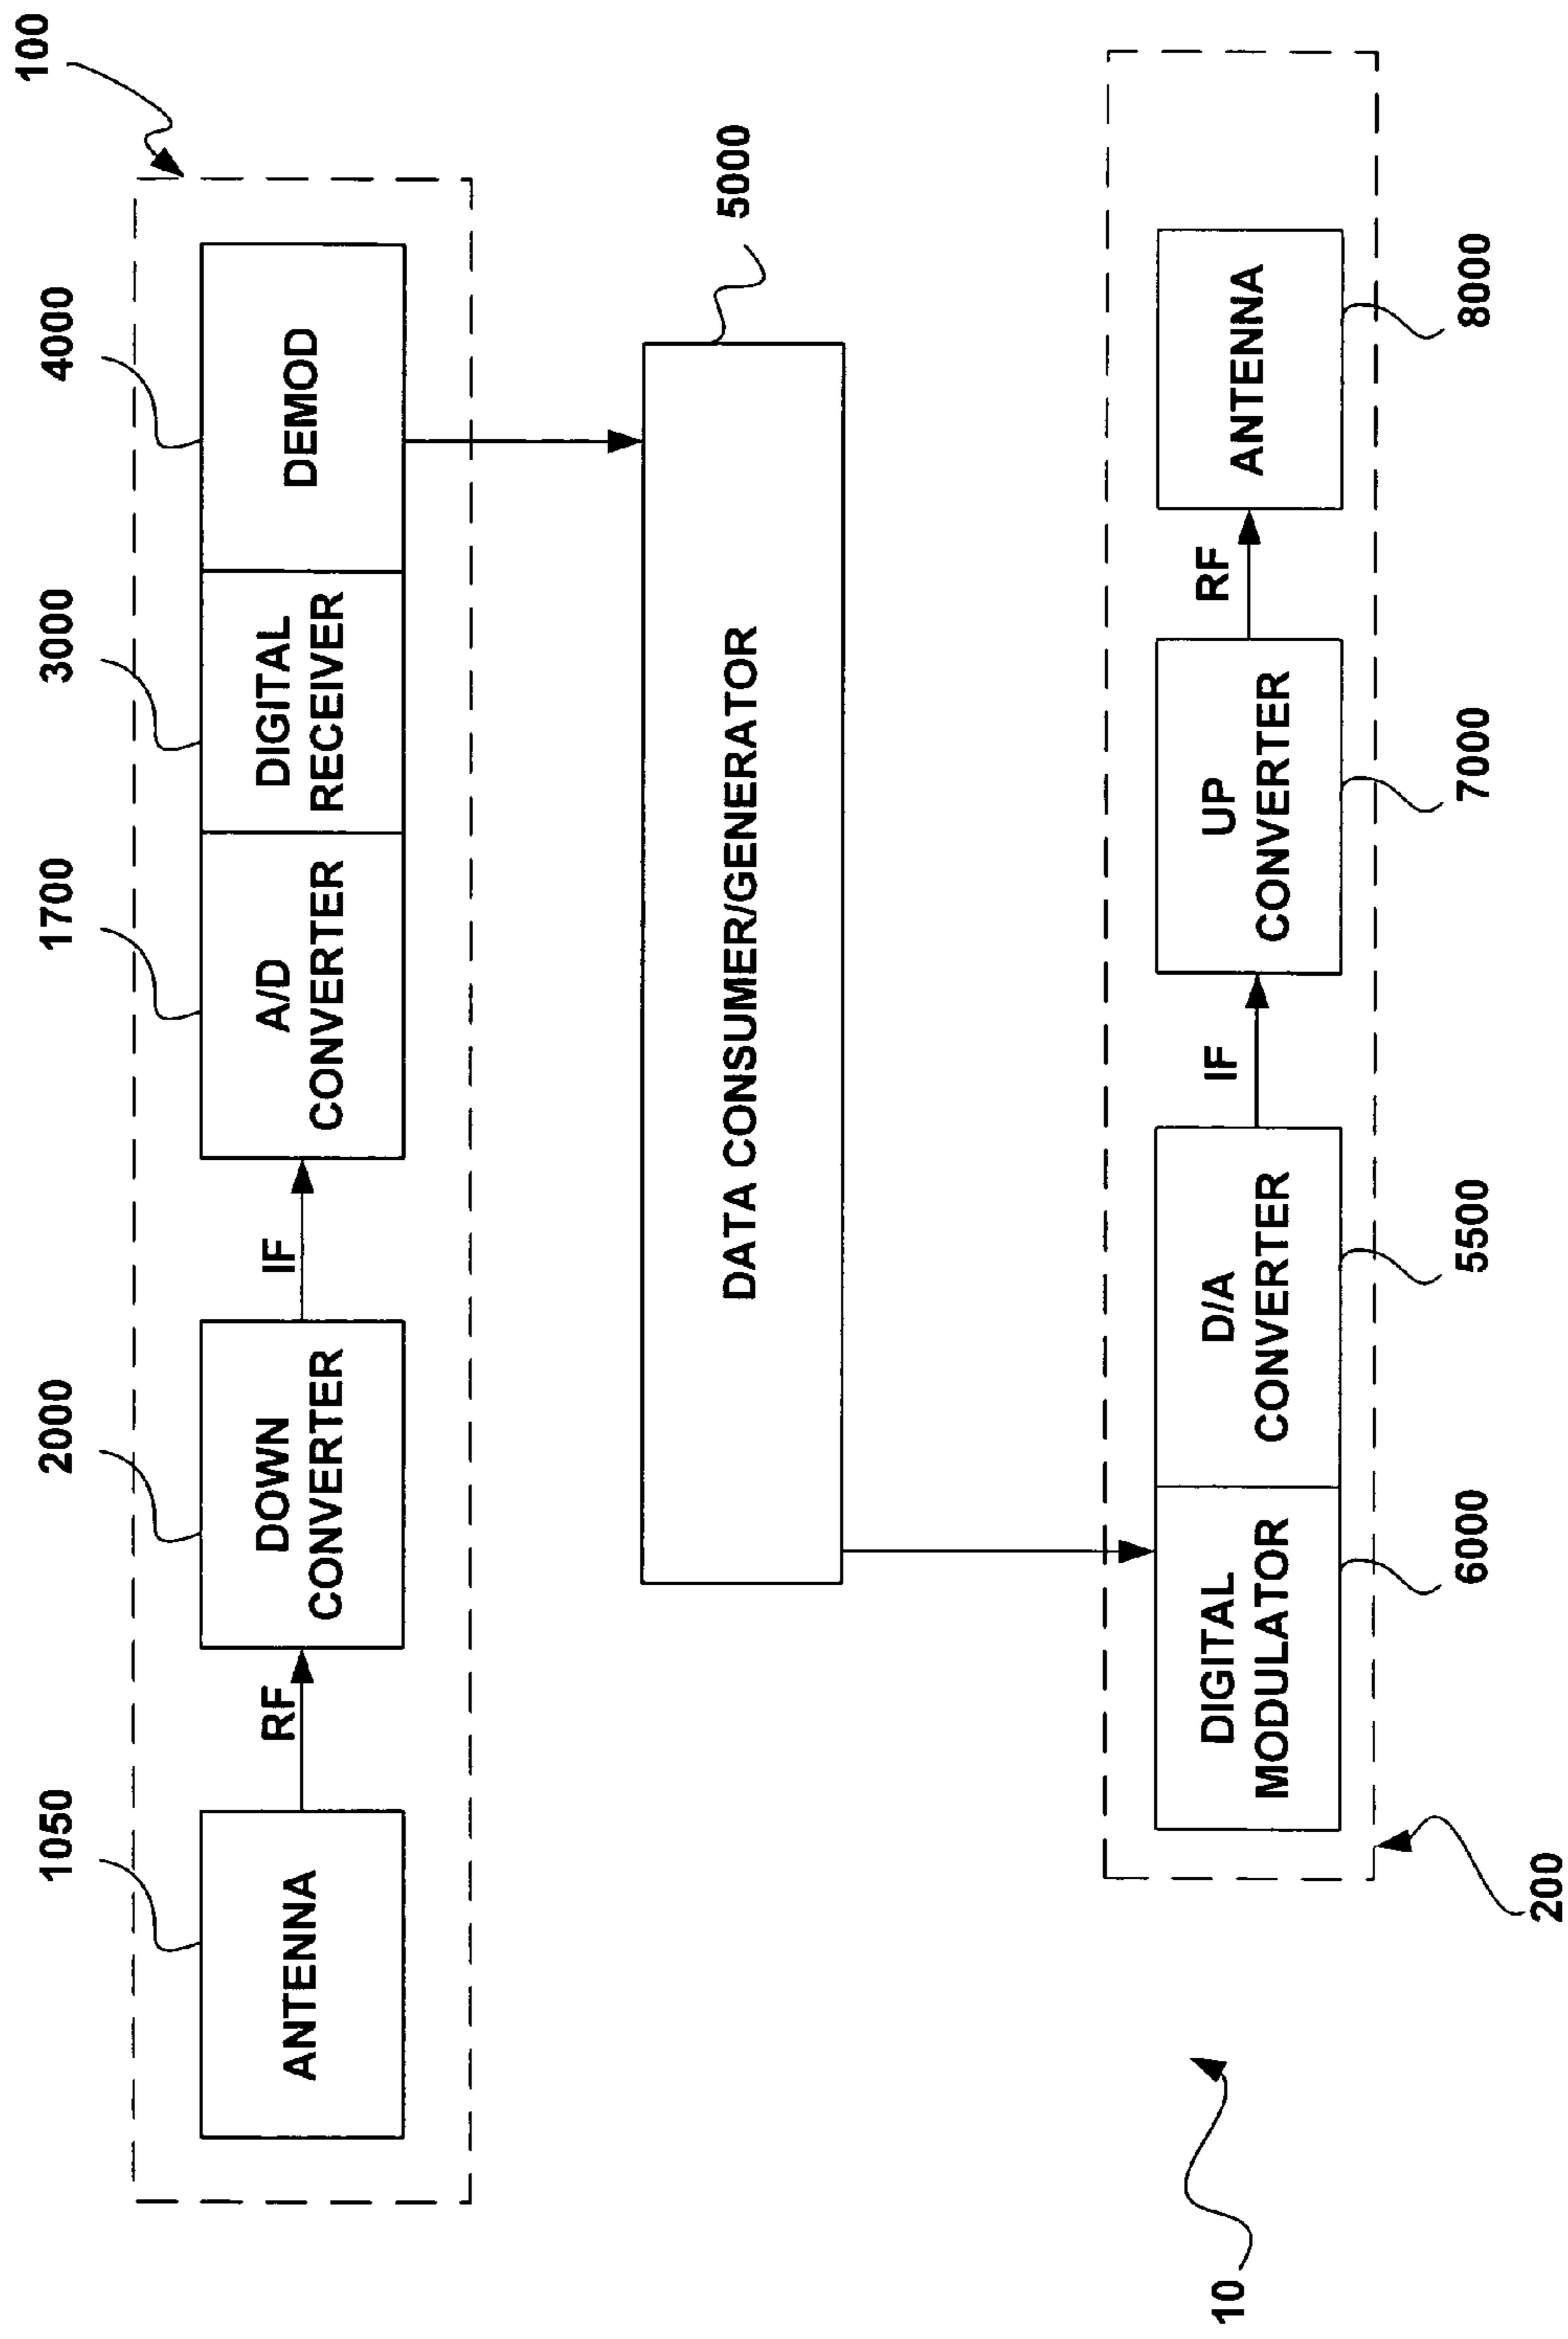 100
1050
2000
1700
3000
4000
ANTENNA
RF
DOWN
CONVERTER
IF
A/D
CONVERTER
DIGITAL
RECEIVER
DEMOD
5000
DATA CONSUMER/GENERATOR
DIGITAL
MODULATOR
D/A
CONVERTER
IF
UP
CONVERTER
RF
ANTENNA
6000
5500
7000
8000
200
10